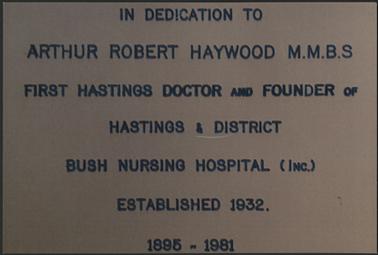 IN DEDICATION TO
ARTHUR ROBERT HAYWOOD M.M.B.S
FIRST HASTINGS DOCTOR AND FOUNDER OF
HASTINGS & DISTRICT
BUSH NURSING HOSPITAL (INC.)
ESTABLISHED 1932.
1895 - 1981